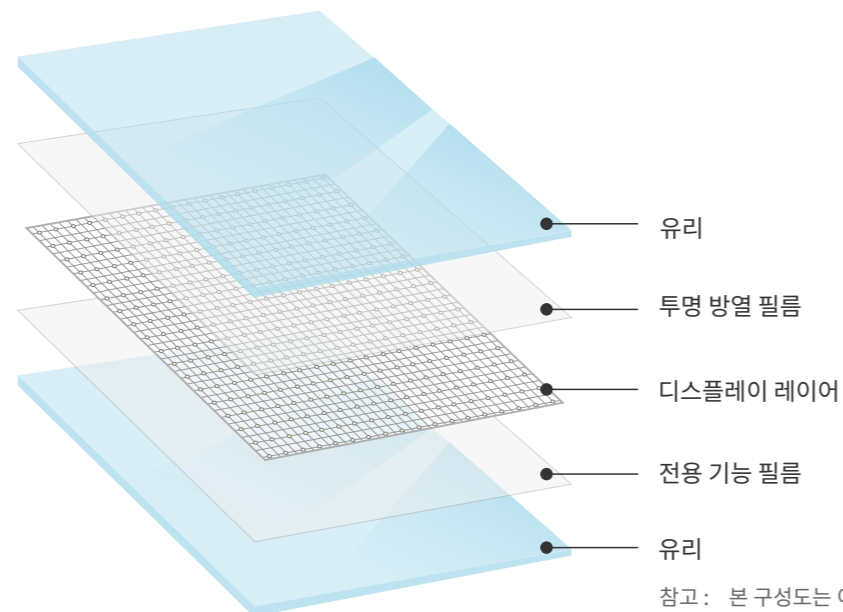 유리
투명 방열 필름
디스플레이 레이어
전용 기능 필름
유리
참고 : 본 구성도는